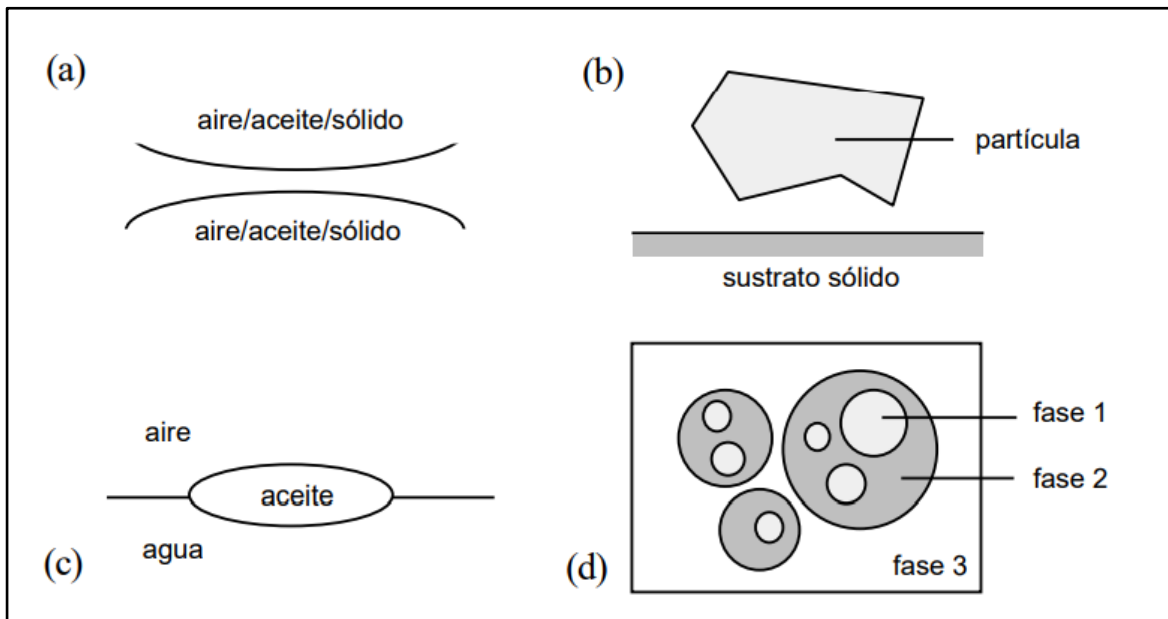 (a)
aire/aceite/sólido
aire/aceite/sólido
(b)
partícula
sustrato sólido
aire
aceite
agua
(c)
fase 1
fase 2
fase 3
(d)